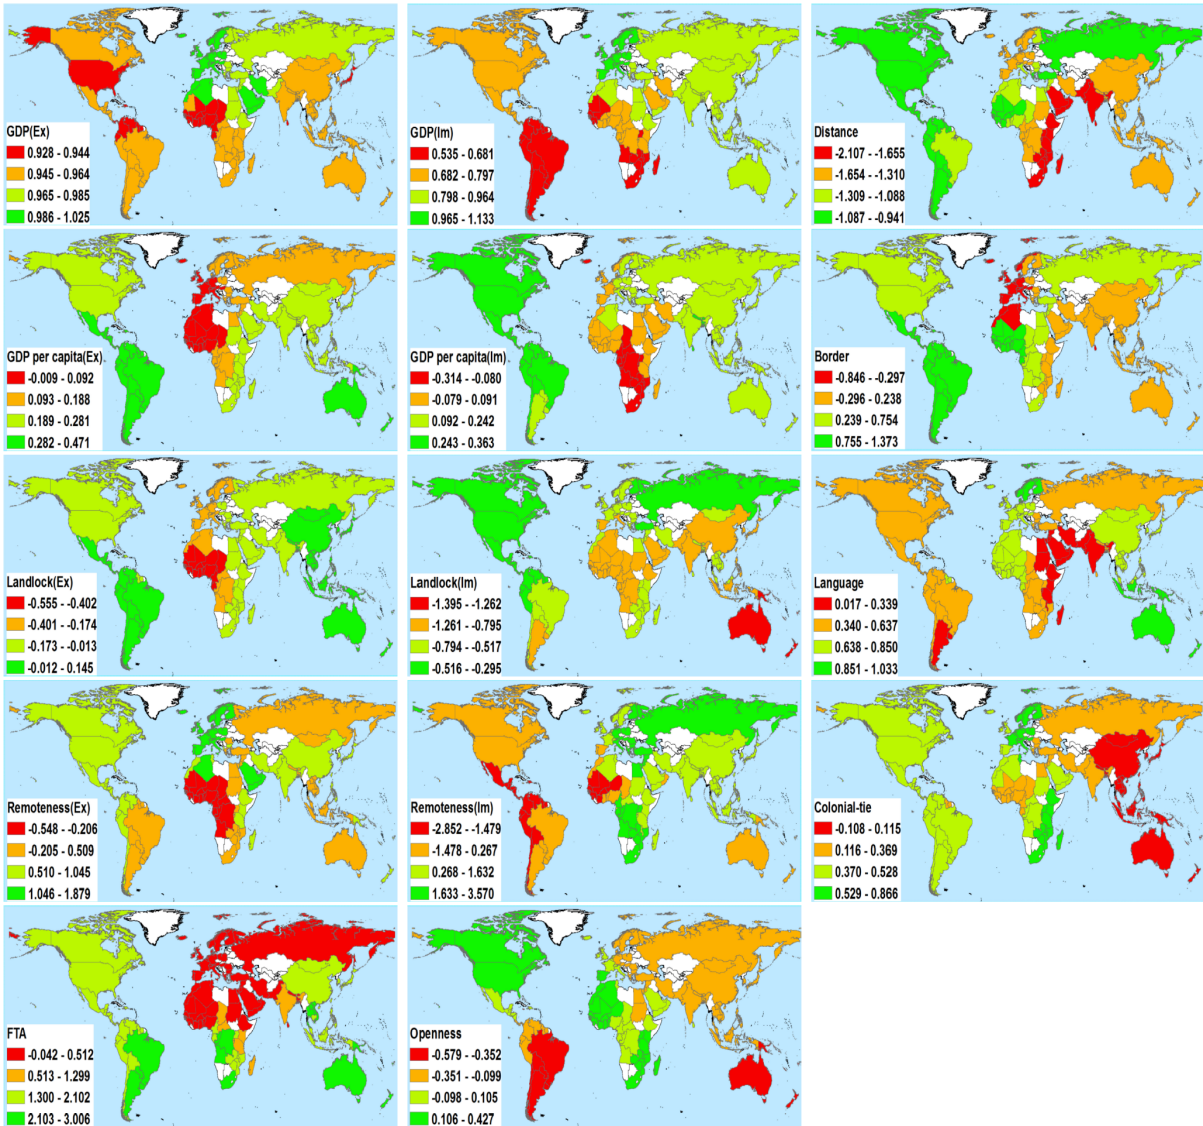 GDP(Ex)
0.928 - 0.944
0.945 - 0.964
0.965 - 0.985
0.986 - 1.025
GDP(Im)
0.535 - 0.681
0.682 - 0.797
0.798 - 0.964
0.965 - 1.133
Distance
-2.107 - -1.655
-1.654 - -1.310
-1.309 - -1.088
-1.087 - -0.941
GDP per capita(Ex)
-0.009 - 0.092
0.093 - 0.188
0.189 - 0.281
0.282 - 0.471
GDP per capita(Im)
-0.314 - -0.080
-0.079 - 0.091
0.092 - 0.242
0.243 - 0.363
Border
-0.846 - -0.297
-0.296 - 0.238
0.239 - 0.754
0.755 - 1.373
Landlock(Ex)
-0.555 - -0.402
-0.401 - -0.174
-0.173 - -0.013
-0.012 - 0.145
Landlock(Im)
-1.395 - -1.262
-1.261 - -0.795
-0.794 - -0.517
-0.516 - -0.295
Language
0.017 - 0.339
0.340 - 0.637
0.638 - 0.850
0.851 - 1.033
Remoteness(Ex)
-0.548 - -0.206
-0.205 - 0.509
0.510 - 1.045
1.046 - 1.879
Remoteness(Im)
-2.852 - -1.479
-1.478 - 0.267
0.268 - 1.632
1.633 - 3.570
Colonial-tie
-0.108 - 0.115
0.116 - 0.369
0.370 - 0.528
0.529 - 0.866
FTA
-0.042 - 0.512
0.513 - 1.299
1.300 - 2.102
2.103 - 3.006
Openness
-0.579 - -0.352
-0.351 - -0.099
-0.098 - 0.105
0.106 - 0.427